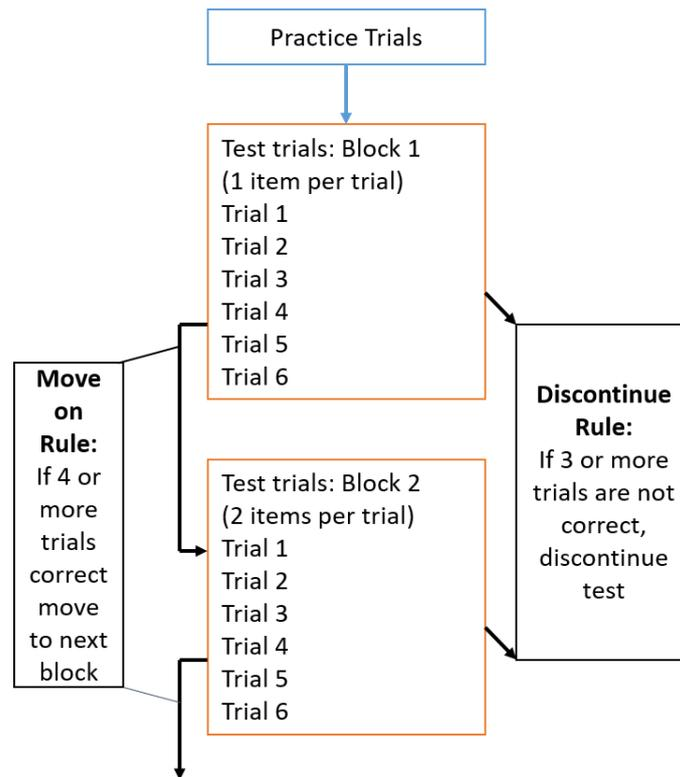 Practice Trials
Test trials: Block 1
(1 item per trial)
Trial 1
Trial 2
Trial 3
Trial 4
Trial 5
Trial 6
Move
on
Rule:
If 4 or
more
trials
correct
move
to next
block
Discontinue
Rule:
If 3 or more
trials are not
correct,
discontinue
test
Test trials: Block 2
(2 items per trial)
Trial 1
Trial 2
Trial 3
Trial 4
Trial 5
Trial 6